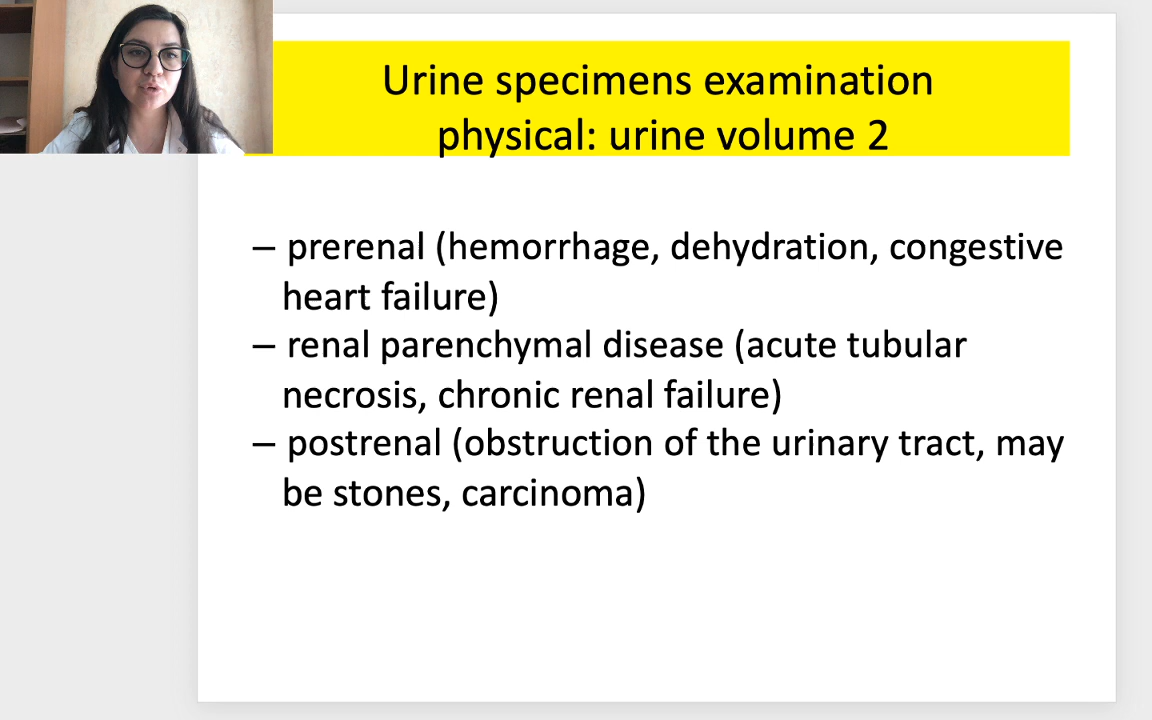 Urine specimens examination
physical: urine volume 2
– prerenal (hemorrhage, dehydration, congestive
heart failure)
– renal parenchymal disease (acute tubular
necrosis, chronic renal failure)
– postrenal (obstruction of the urinary tract, may
be stones, carcinoma)